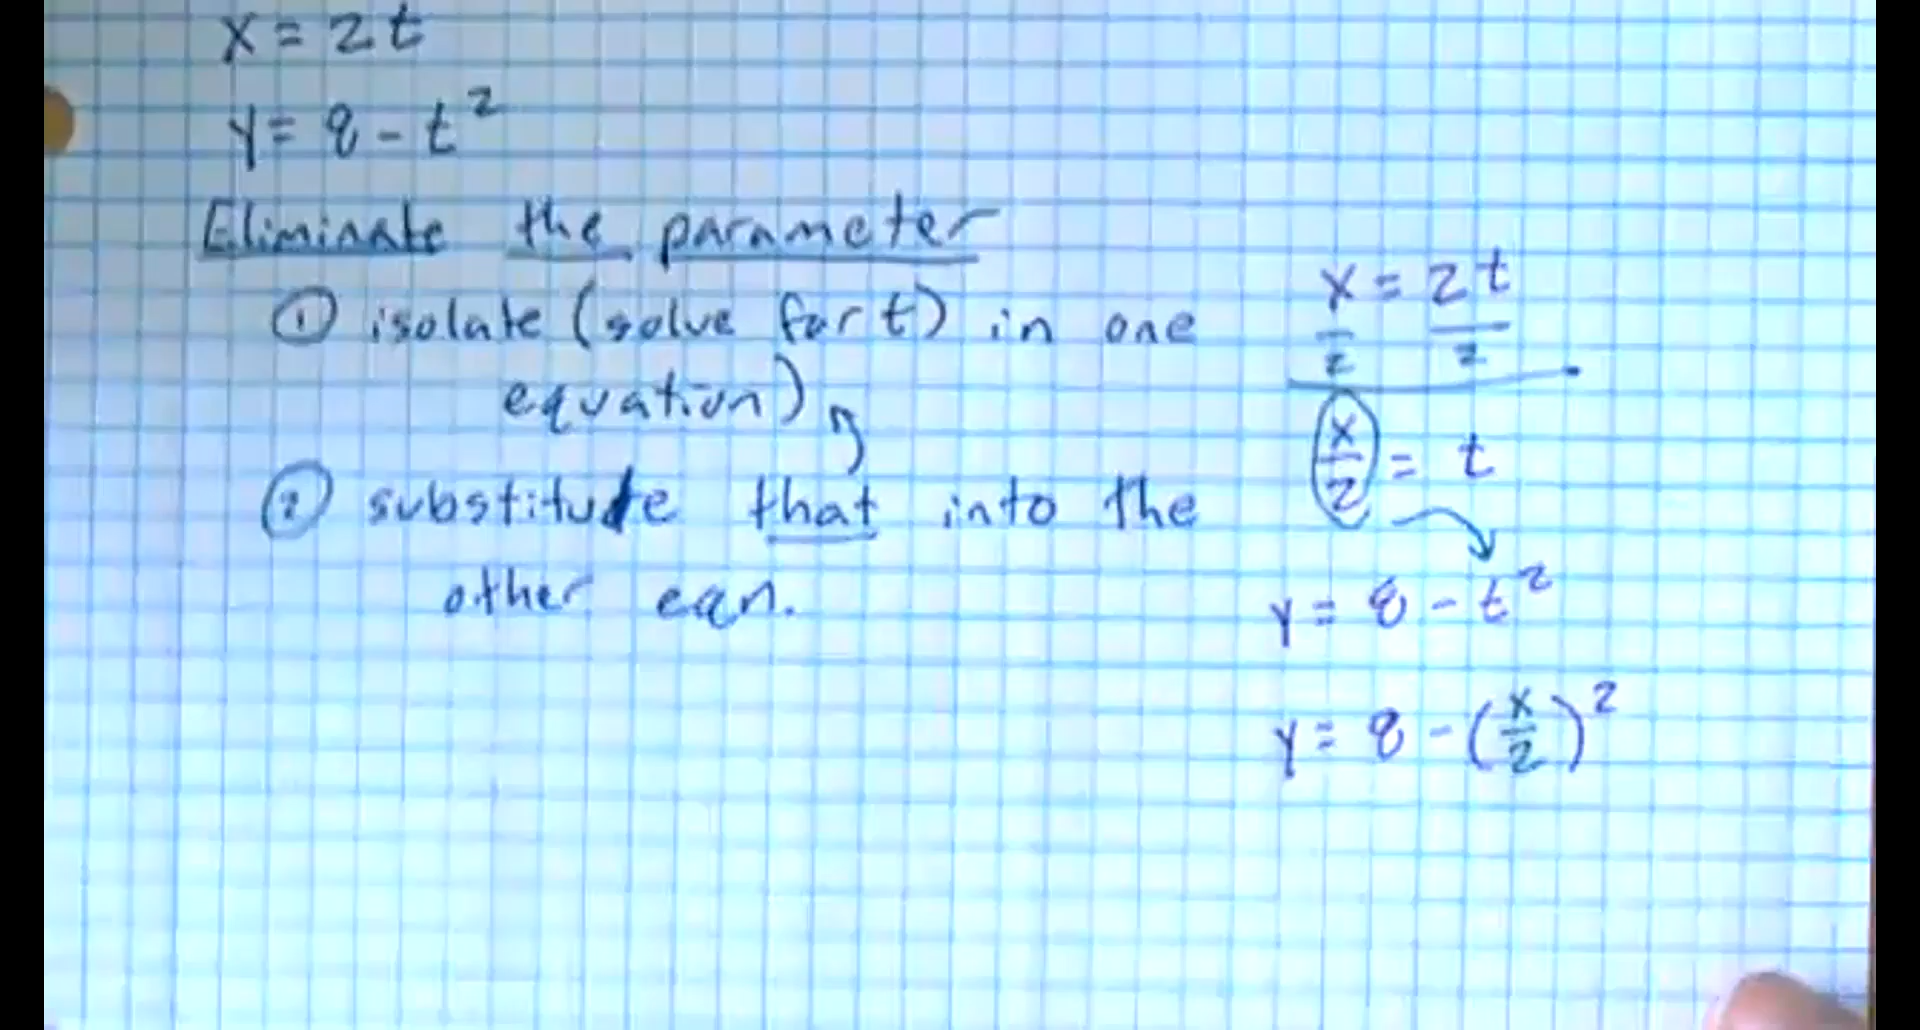 x = 2t
y = 8 - t²
Eliminate the parameter
① isolate (solve for t) in one
equation)
② substitute that into the
other eqn.
x = 2t
2 2
x/2 = t
y = 8 - t²
y = 8 - (x/2)²